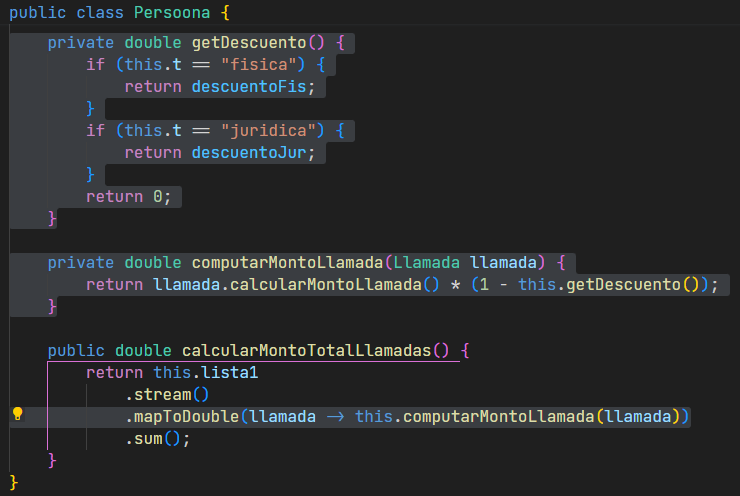 public class Persoona {
    private double getDescuento() {
        if (this.t == "fisica") {
            return descuentoFis;
        }
        if (this.t == "juridica") {
            return descuentoJur;
        }
        return 0;
    }

    private double computarMontoLlamada(Llamada llamada) {
        return llamada.calcularMontoLlamada() * (1 - this.getDescuento());
    }

    public double calcularMontoTotalLlamadas() {
        return this.lista1
            .stream()
            .mapToDouble(llamada -> this.computarMontoLlamada(llamada))
            .sum();
    }
}